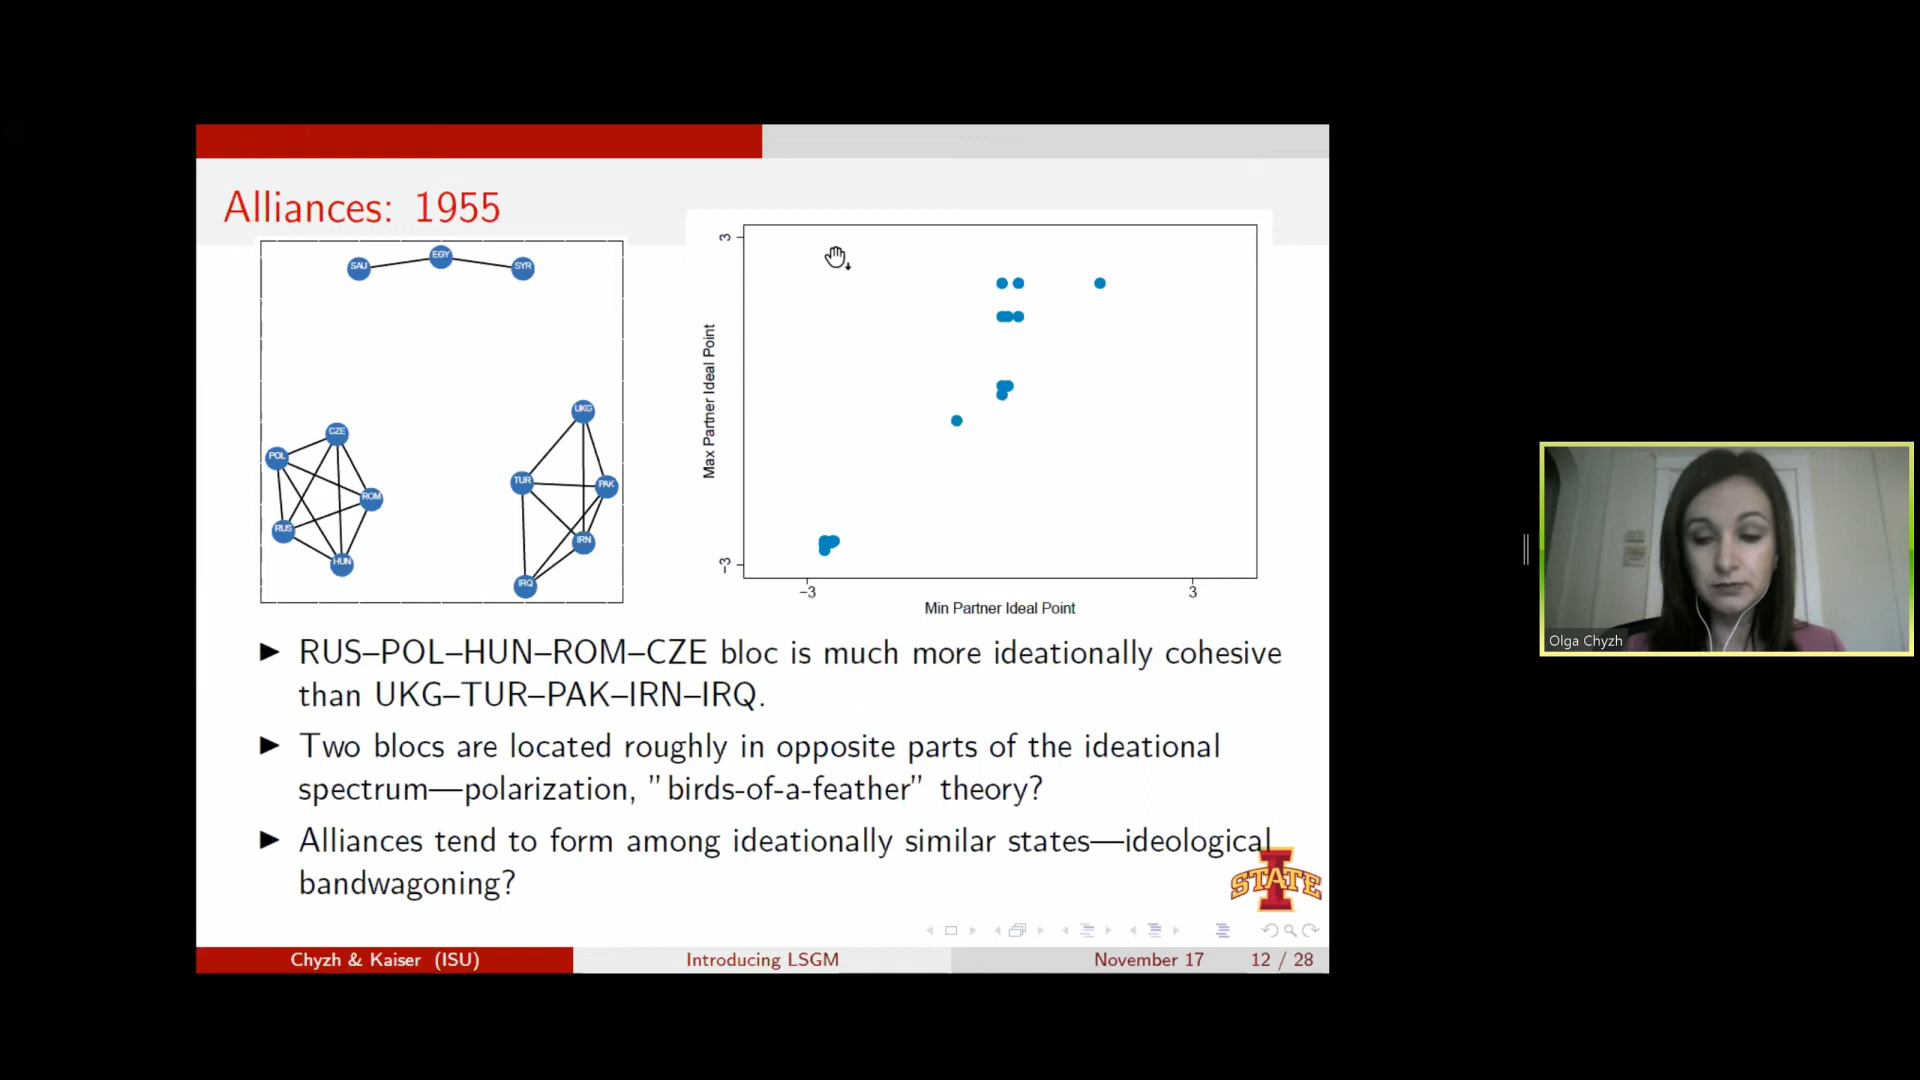 Alliances: 1955
SAU
EGY
SYR
CZE
POL
ROM
RUS
HUN
UKG
TUR
PAK
IRN
IRQ
3
Max Partner Ideal Point
−3
−3
3
Min Partner Ideal Point
RUS–POL–HUN–ROM–CZE bloc is much more ideationally cohesive
than UKG–TUR–PAK–IRN–IRQ.
Two blocs are located roughly in opposite parts of the ideational
spectrum—polarization, ”birds-of-a-feather” theory?
Alliances tend to form among ideationally similar states—ideological
bandwagoning?
STATE
Chyzh & Kaiser (ISU)
Introducing LSGM
November 17
12 / 28
Olga Chyzh